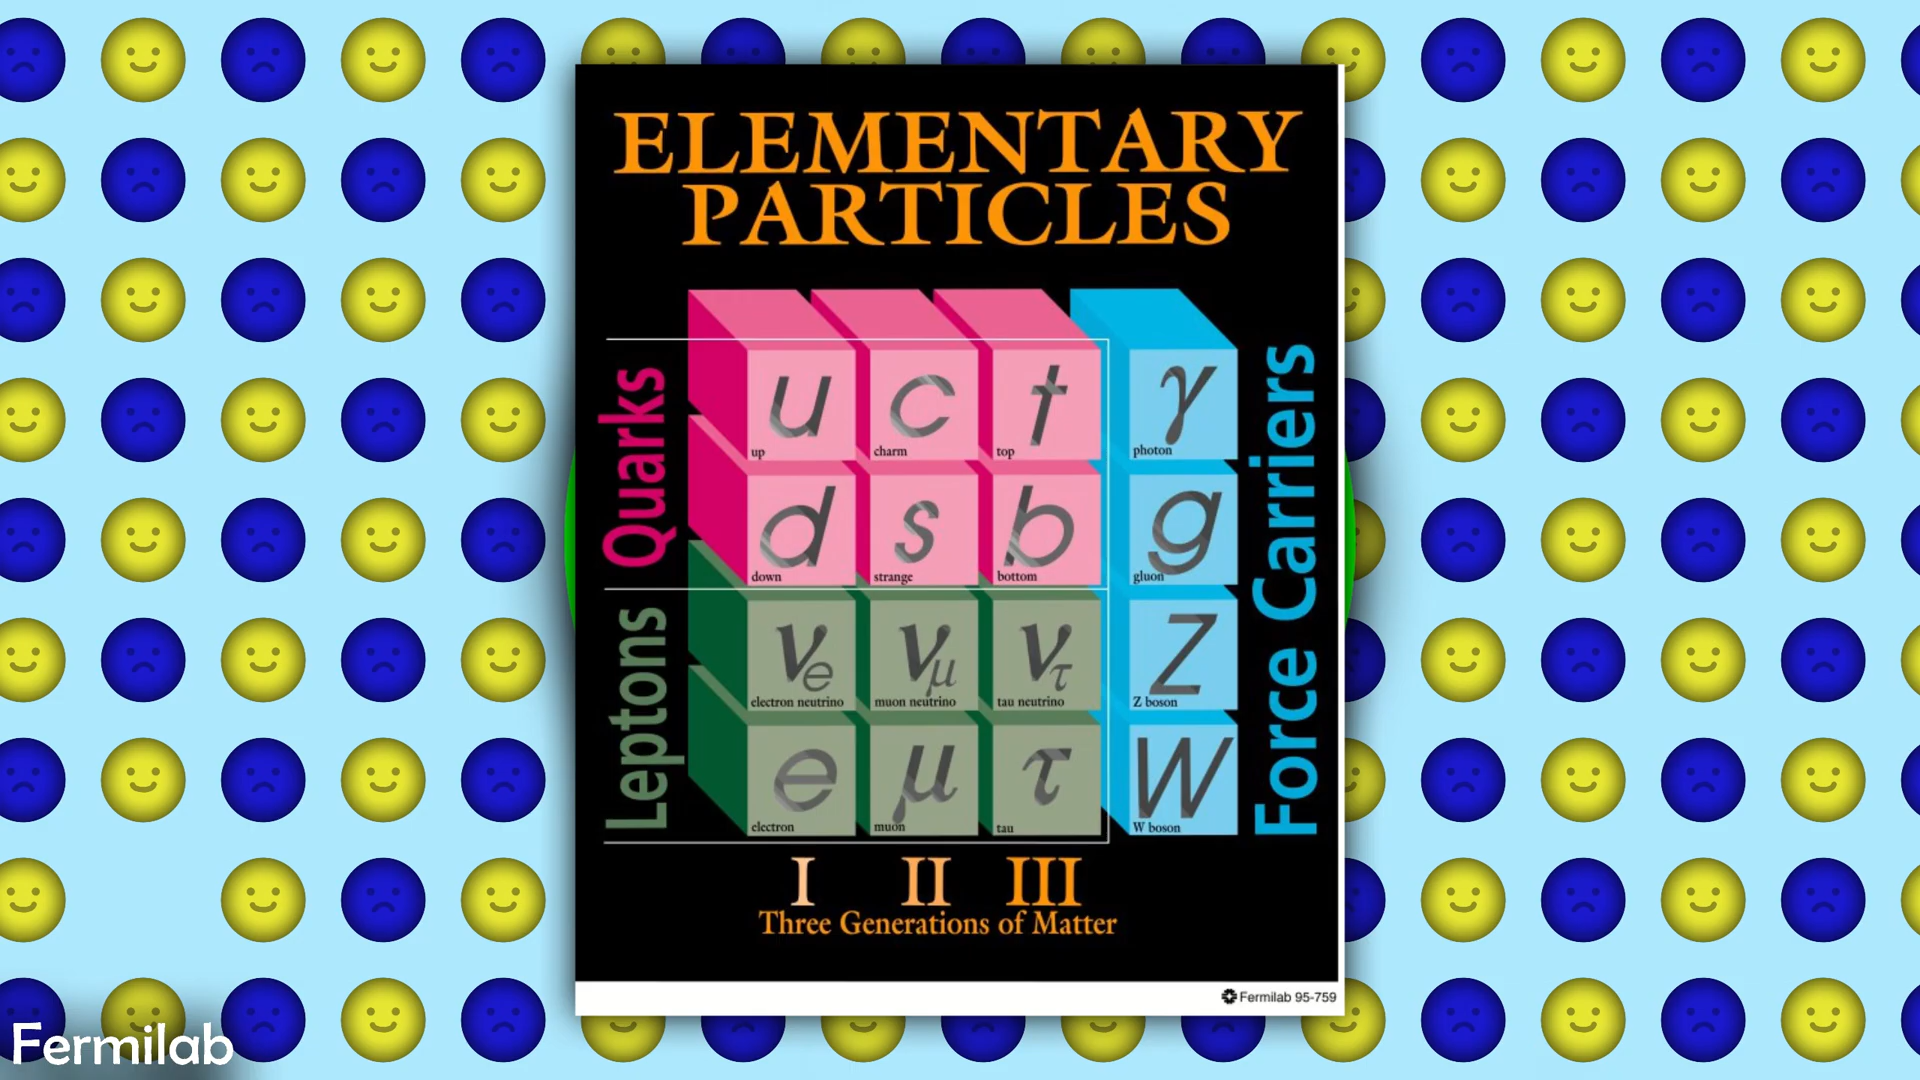 ELEMENTARY
PARTICLES
Quarks
Leptons
Force Carriers
u
up
c
charm
t
top
γ
photon
d
down
s
strange
b
bottom
g
gluon
νe
electron neutrino
νμ
muon neutrino
ντ
tau neutrino
Z
Z boson
e
electron
μ
muon
τ
tau
W
W boson
I II III
Three Generations of Matter
Fermilab 95-759
Fermilab